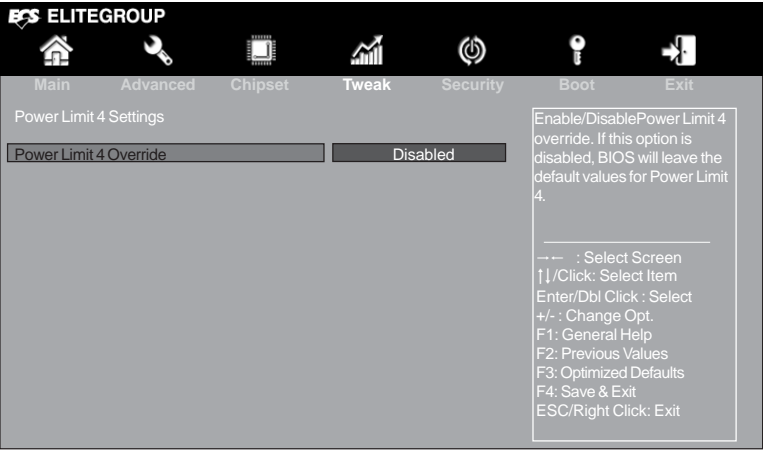 ECS ELITEGROUP
Main Advanced Chipset Tweak Security Boot Exit
Power Limit 4 Settings
Power Limit 4 Override Disabled
Enable/DisablePower Limit 4
override. If this option is
disabled, BIOS will leave the
default values for Power Limit
4.
→← : Select Screen
↑↓/Click: Select Item
Enter/Dbl Click : Select
+/- : Change Opt.
F1: General Help
F2: Previous Values
F3: Optimized Defaults
F4: Save & Exit
ESC/Right Click: Exit